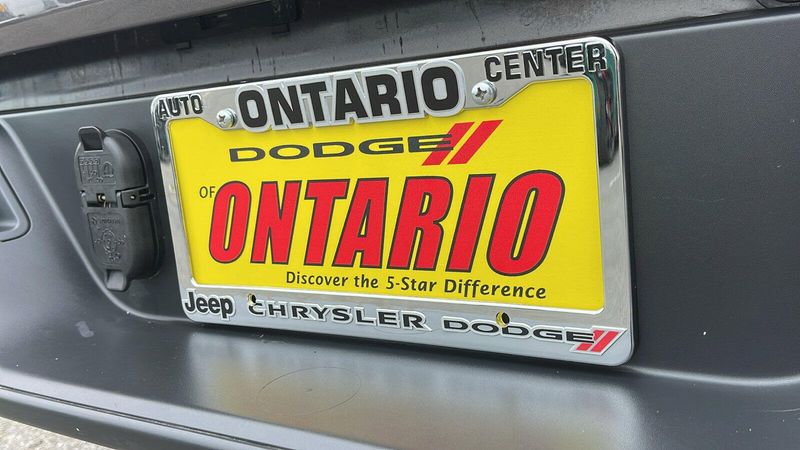 AUTO ONTARIO CENTER
DODGE
OF ONTARIO
Discover the 5-Star Difference
Jeep CHRYSLER DODGE